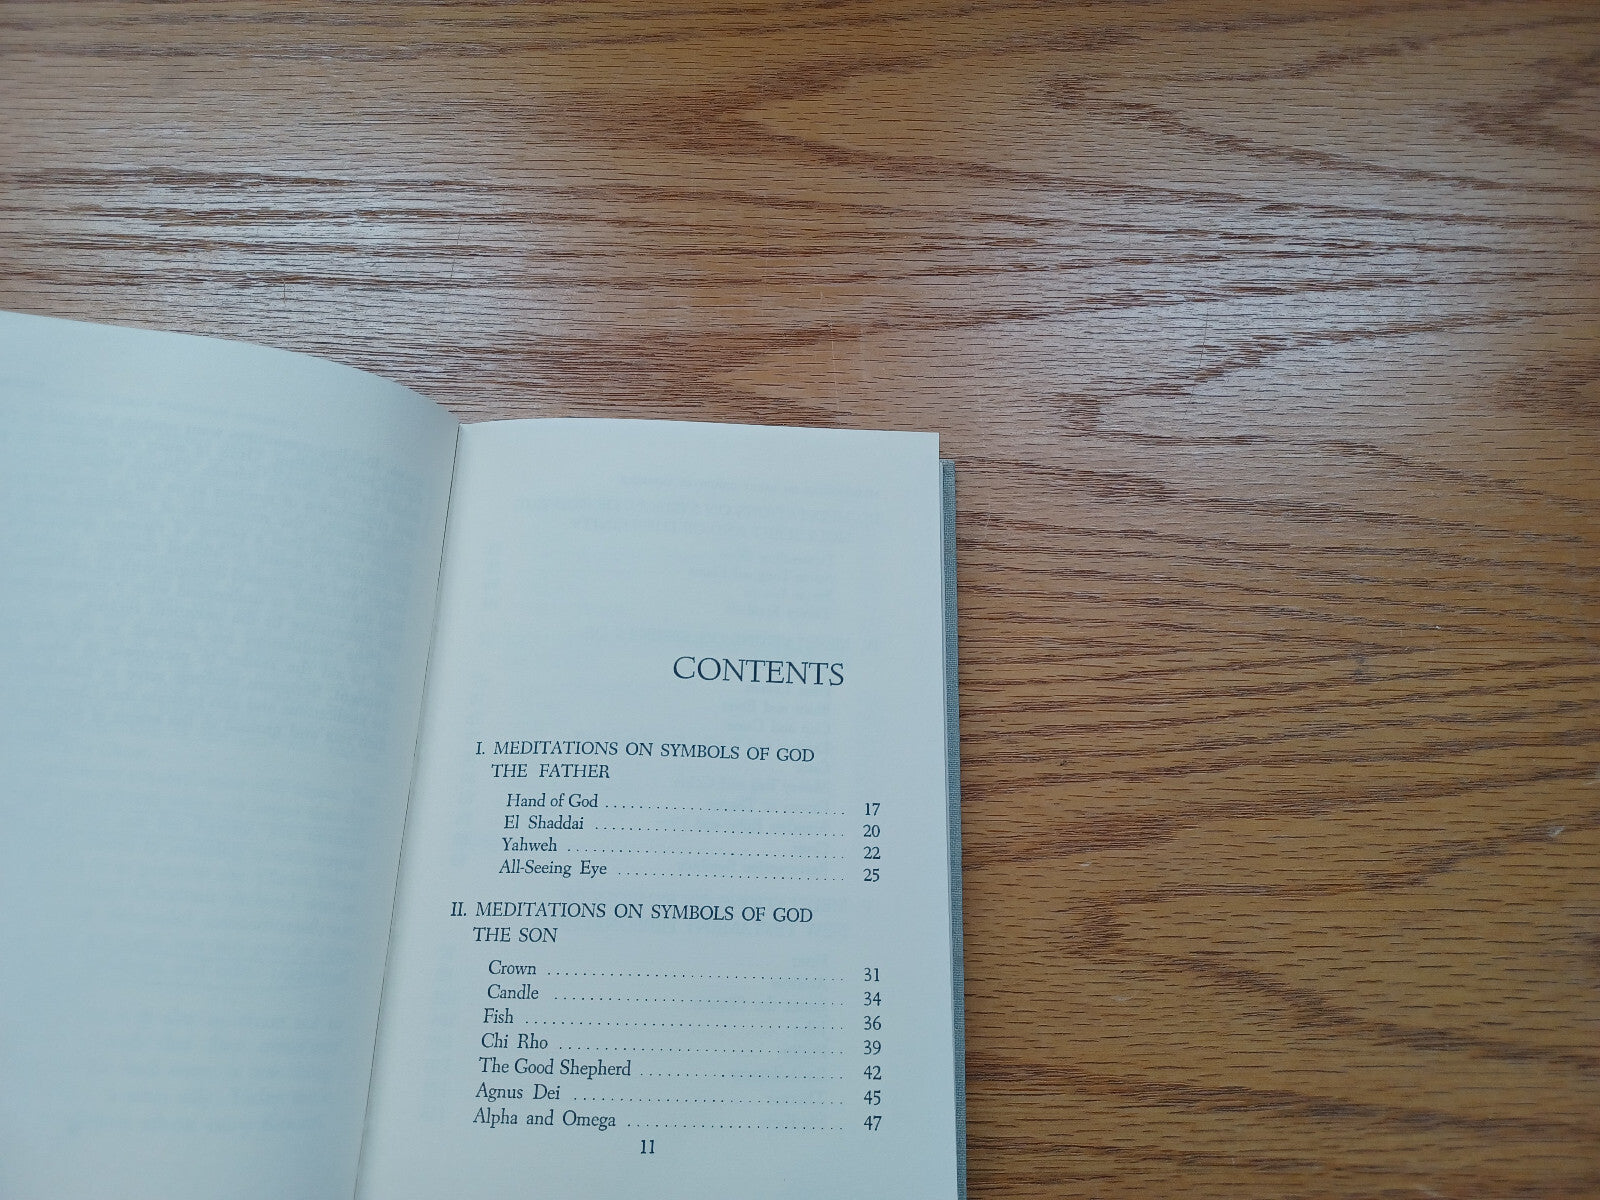 CONTENTS
I. MEDITATIONS ON SYMBOLS OF GOD
THE FATHER
Hand of God ............................ 17
El Shaddai ............................. 20
Yahweh ................................ 22
All-Seeing Eye .......................... 25
II. MEDITATIONS ON SYMBOLS OF GOD
THE SON
Crown ................................. 31
Candle ................................ 34
Fish .................................... 36
Chi Rho ................................ 39
The Good Shepherd ....................... 42
Agnus Dei .............................. 45
Alpha and Omega ........................ 47
11